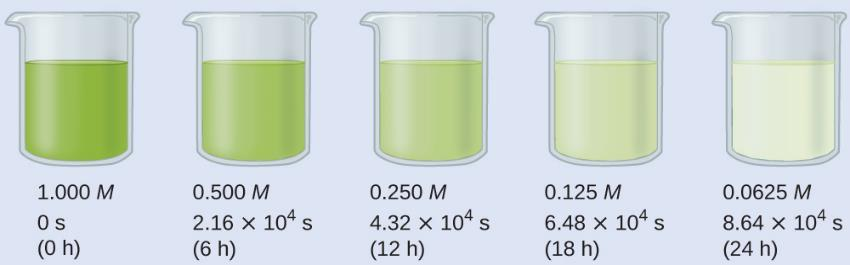 1.000 M
0 s
(0 h)
0.500 M
2.16 × 10⁴ s
(6 h)
0.250 M
4.32 × 10⁴ s
(12 h)
0.125 M
6.48 × 10⁴ s
(18 h)
0.0625 M
8.64 × 10⁴ s
(24 h)